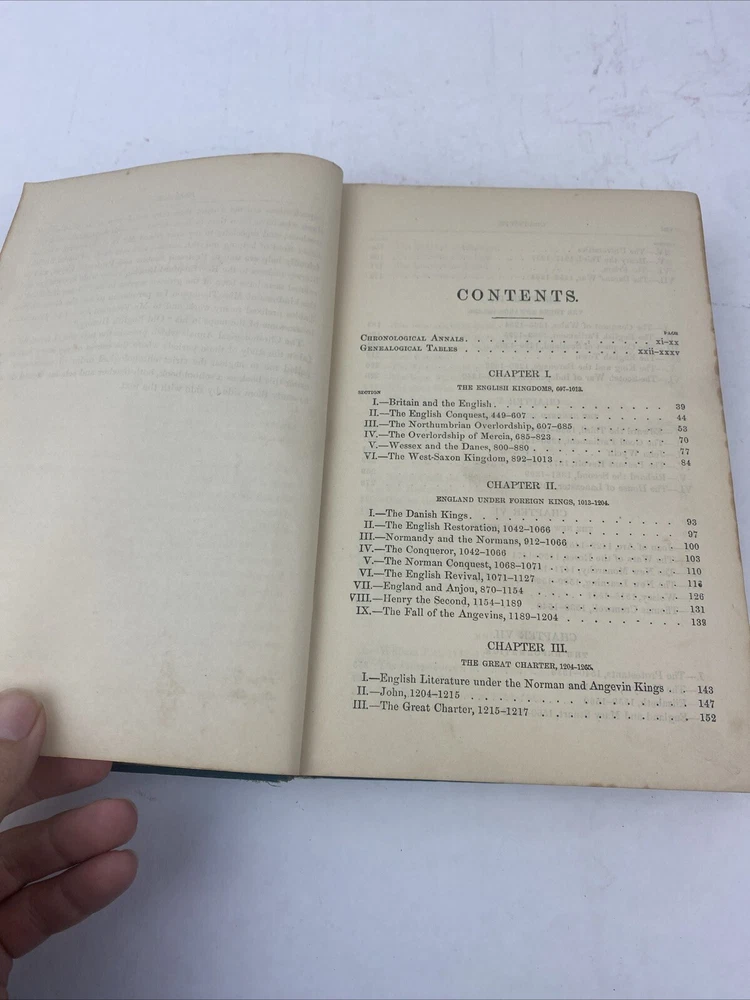 CONTENTS.
PAGE
CHRONOLOGICAL ANNALS. . . . . . . . . . . . . . xi-xx
GENEALOGICAL TABLES . . . . . . . . . . . . xxii-xxxv
CHAPTER I.
THE ENGLISH KINGDOMS, 607-1013.
SECTION
I.—Britain and the English. . . . . . . . . . . . 39
II.—The English Conquest, 449-607 . . . . . . . . . . 44
III.—The Northumbrian Overlordship, 607-685 . . . . . . . 53
IV.—The Overlordship of Mercia, 685-823 . . . . . . . . 70
V.—Wessex and the Danes, 800-880 . . . . . . . . . . 77
VI.—The West-Saxon Kingdom, 892-1013 . . . . . . . . 84
CHAPTER II.
ENGLAND UNDER FOREIGN KINGS, 1013-1204.
I.—The Danish Kings. . . . . . . . . . . . . . 93
II.—The English Restoration, 1042-1066 . . . . . . . . 97
III.—Normandy and the Normans, 912-1066 . . . . . . . 100
IV.—The Conqueror, 1042-1066 . . . . . . . . . . . 103
V.—The Norman Conquest, 1068-1071 . . . . . . . . . 110
VI.—The English Revival, 1071-1127 . . . . . . . . .
VII.—England and Anjou, 870-1154 . . . . . . . . . . 126
VIII.—Henry the Second, 1154-1189 . . . . . . . . . . 131
IX.—The Fall of the Angevins, 1189-1204 . . . . . . . .
CHAPTER III.
THE GREAT CHARTER, 1204-1265.
I.—English Literature under the Norman and Angevin Kings . . 143
II.—John, 1204-1215 . . . . . . . . . . . . . . 147
III.—The Great Charter, 1215-1217 . . . . . . . . . . 152